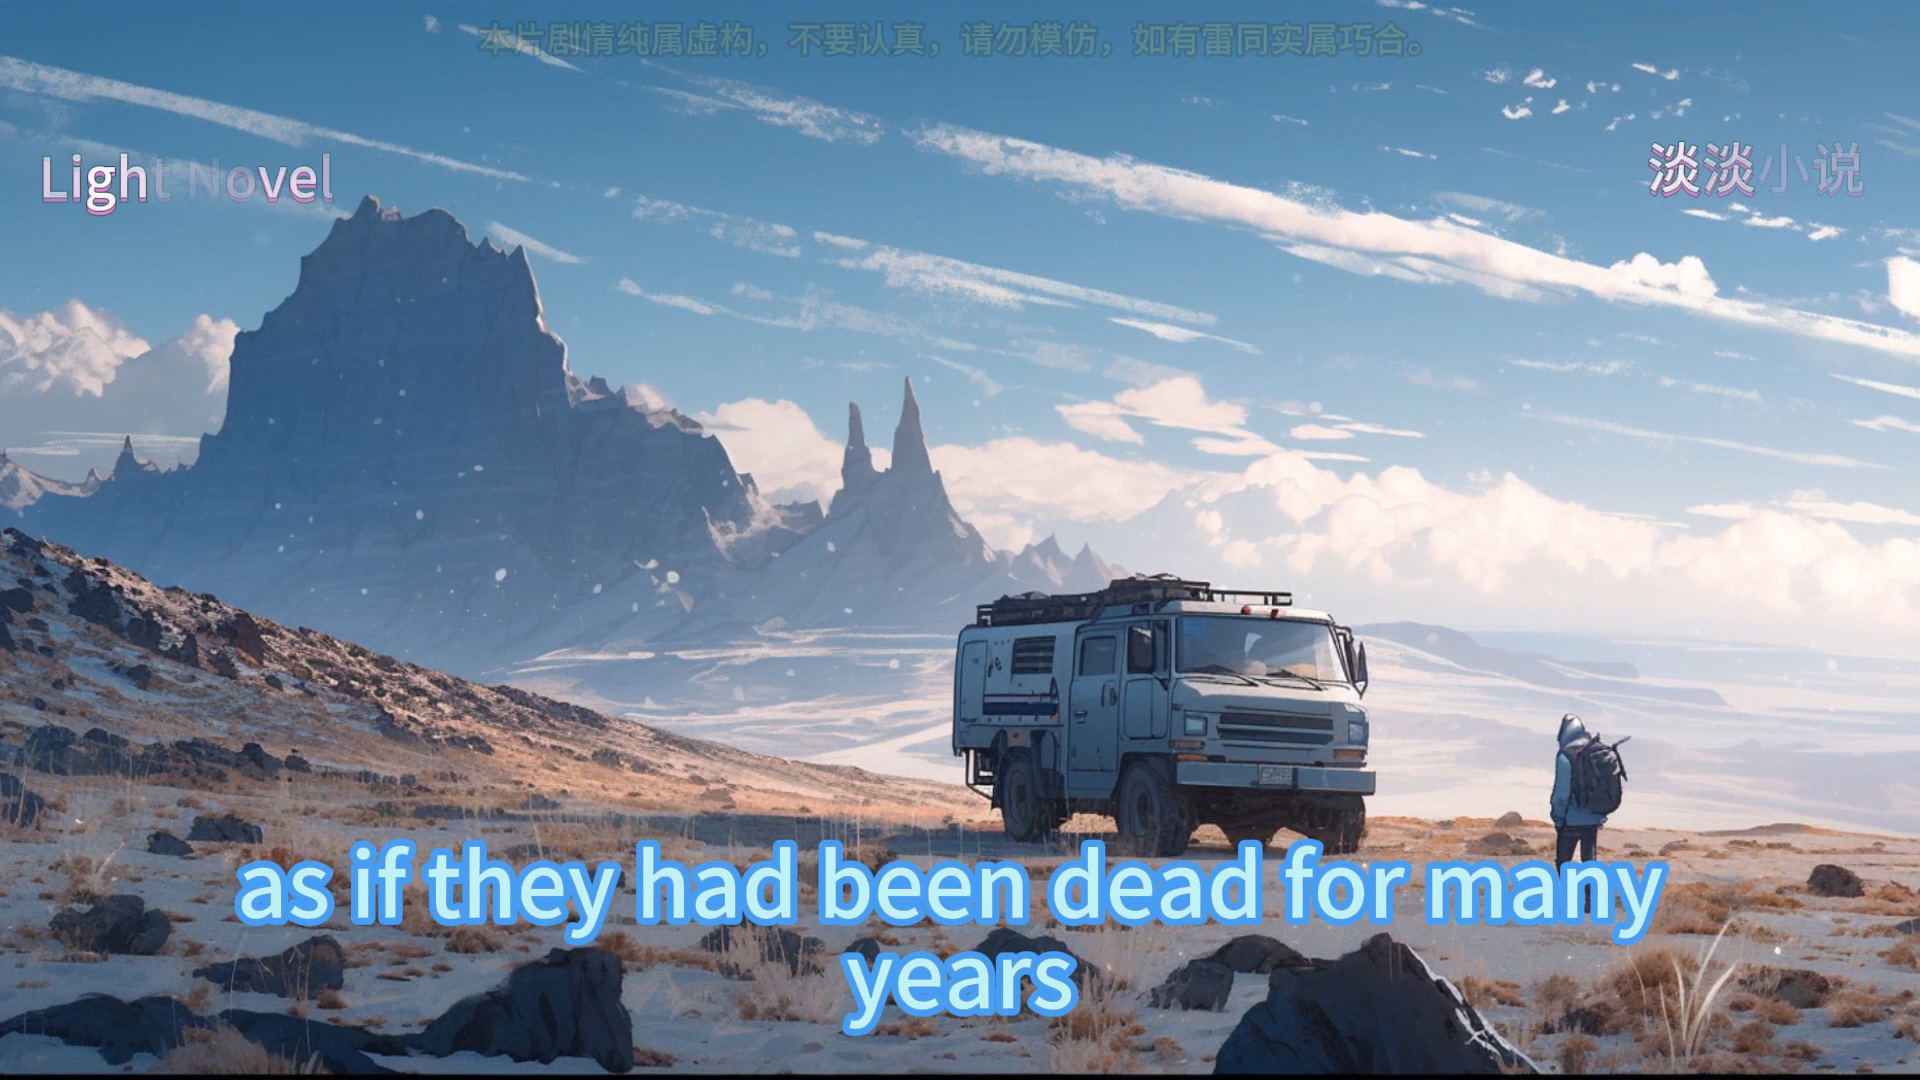 本片剧情纯属虚构，不要认真，请勿模仿，如有雷同实属巧合。
Light Novel
淡淡小说
as if they had been dead for many
years